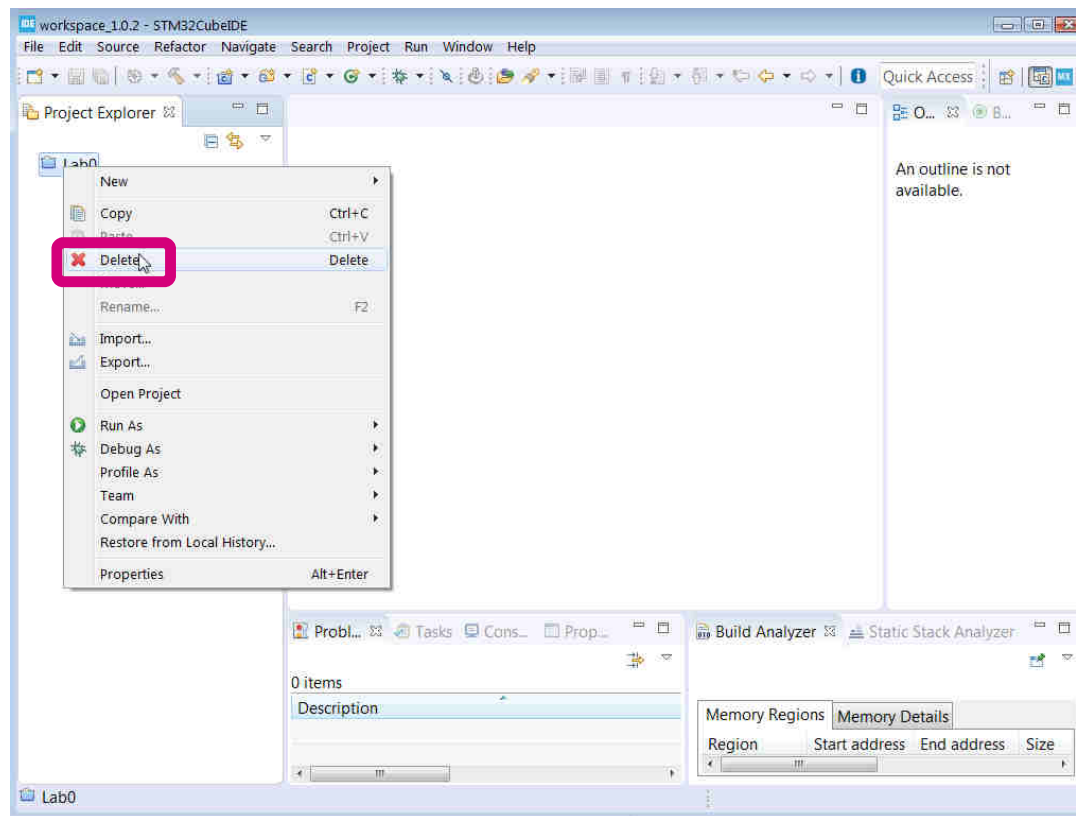 IDE workspace_1.0.2 - STM32CubeIDE
File Edit Source Refactor Navigate Search Project Run Window Help
Quick Access
MX
Project Explorer
O... B...
Lab0
An outline is not
available.
New
Copy Ctrl+C
Paste Ctrl+V
Delete Delete
Rename... F2
Import...
Export...
Open Project
Run As
Debug As
Profile As
Team
Compare With
Restore from Local History...
Properties Alt+Enter
Probl... Tasks Cons... Prop... Build Analyzer Static Stack Analyzer
0 items
Description
Memory Regions Memory Details
Region Start address End address Size
Lab0